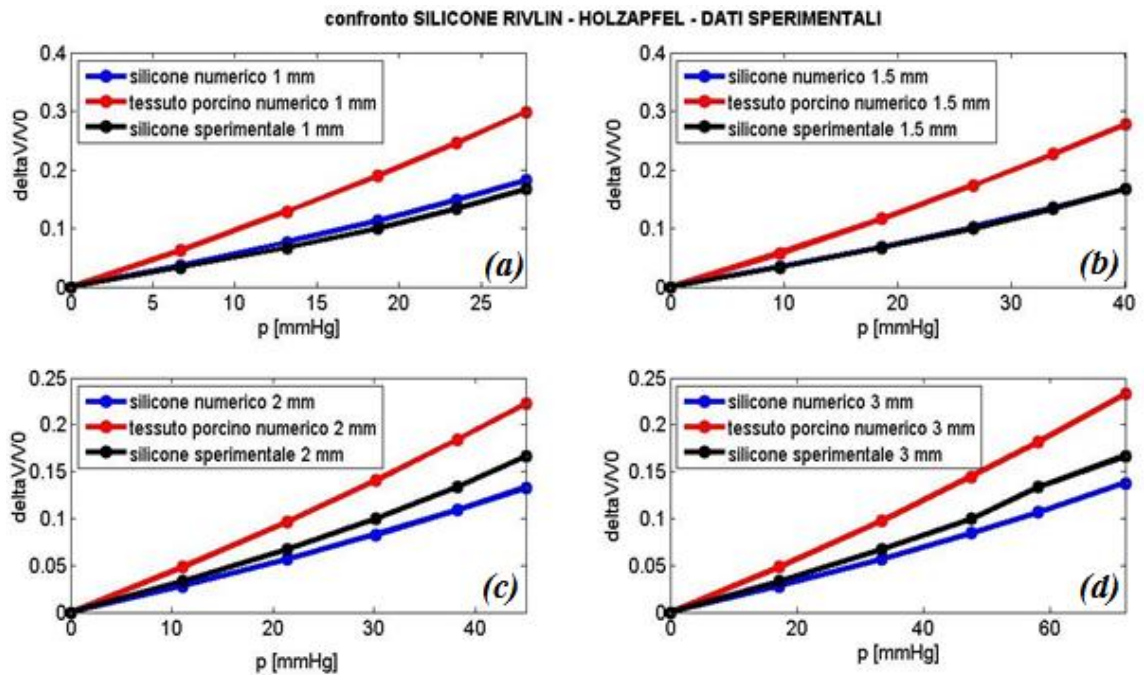 confronto SILICONE RIVLIN - HOLZAPFEL - DATI SPERIMENTALI
0.4
0.3
0.2
0.1
0
deltaV/V0
silicone numerico 1 mm
tessuto porcino numerico 1 mm
silicone sperimentale 1 mm
(a)
0 5 10 15 20 25
p [mmHg]
0.4
0.3
0.2
0.1
0
deltaV/V0
silicone numerico 1.5 mm
tessuto porcino numerico 1.5 mm
silicone sperimentale 1.5 mm
(b)
0 10 20 30 40
p [mmHg]
0.25
0.2
0.15
0.1
0.05
0
deltaV/V0
silicone numerico 2 mm
tessuto porcino numerico 2 mm
silicone sperimentale 2 mm
(c)
0 10 20 30 40
p [mmHg]
0.25
0.2
0.15
0.1
0.05
0
deltaV/V0
silicone numerico 3 mm
tessuto porcino numerico 3 mm
silicone sperimentale 3 mm
(d)
0 20 40 60
p [mmHg]